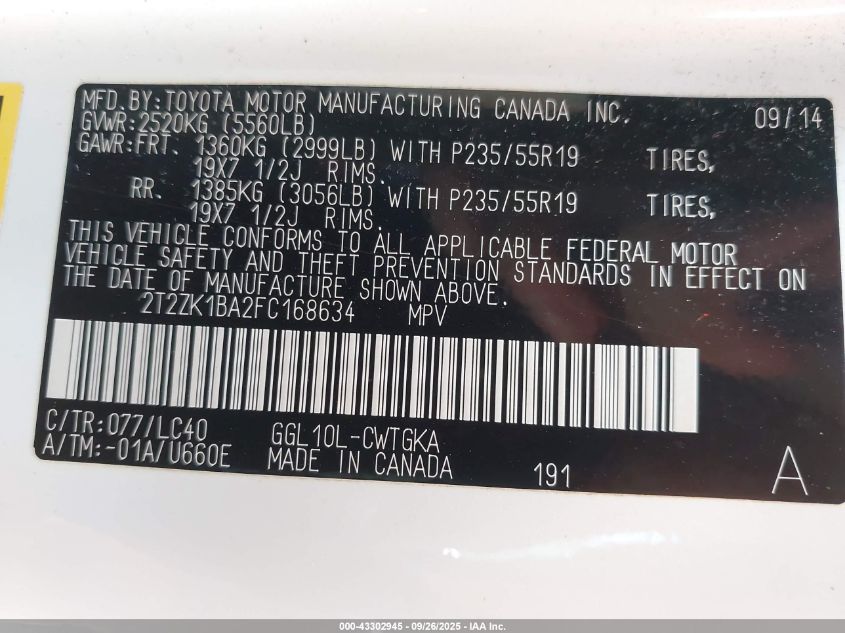 MFD.BY:TOYOTA MOTOR MANUFACTURING CANADA INC. 09/14
GVWR:2520KG (5560LB)
GAWR:FRT. 1360KG (2999LB) WITH P235/55R19 TIRES,
19X7 1/2J RIMS.
RR. 1385KG (3056LB) WITH P235/55R19 TIRES,
19X7 1/2J RIMS.
THIS VEHICLE CONFORMS TO ALL APPLICABLE FEDERAL MOTOR
VEHICLE SAFETY AND THEFT PREVENTION STANDARDS IN EFFECT ON
THE DATE OF MANUFACTURE SHOWN ABOVE.
2T2ZK1BA2FC168634 MPV
C/TR:077/LC40 GGL10L-CWTGKA
A/TM:-01A/U660E MADE IN CANADA 191 A
000-43302945 - 09/26/2025 - IAA Inc.